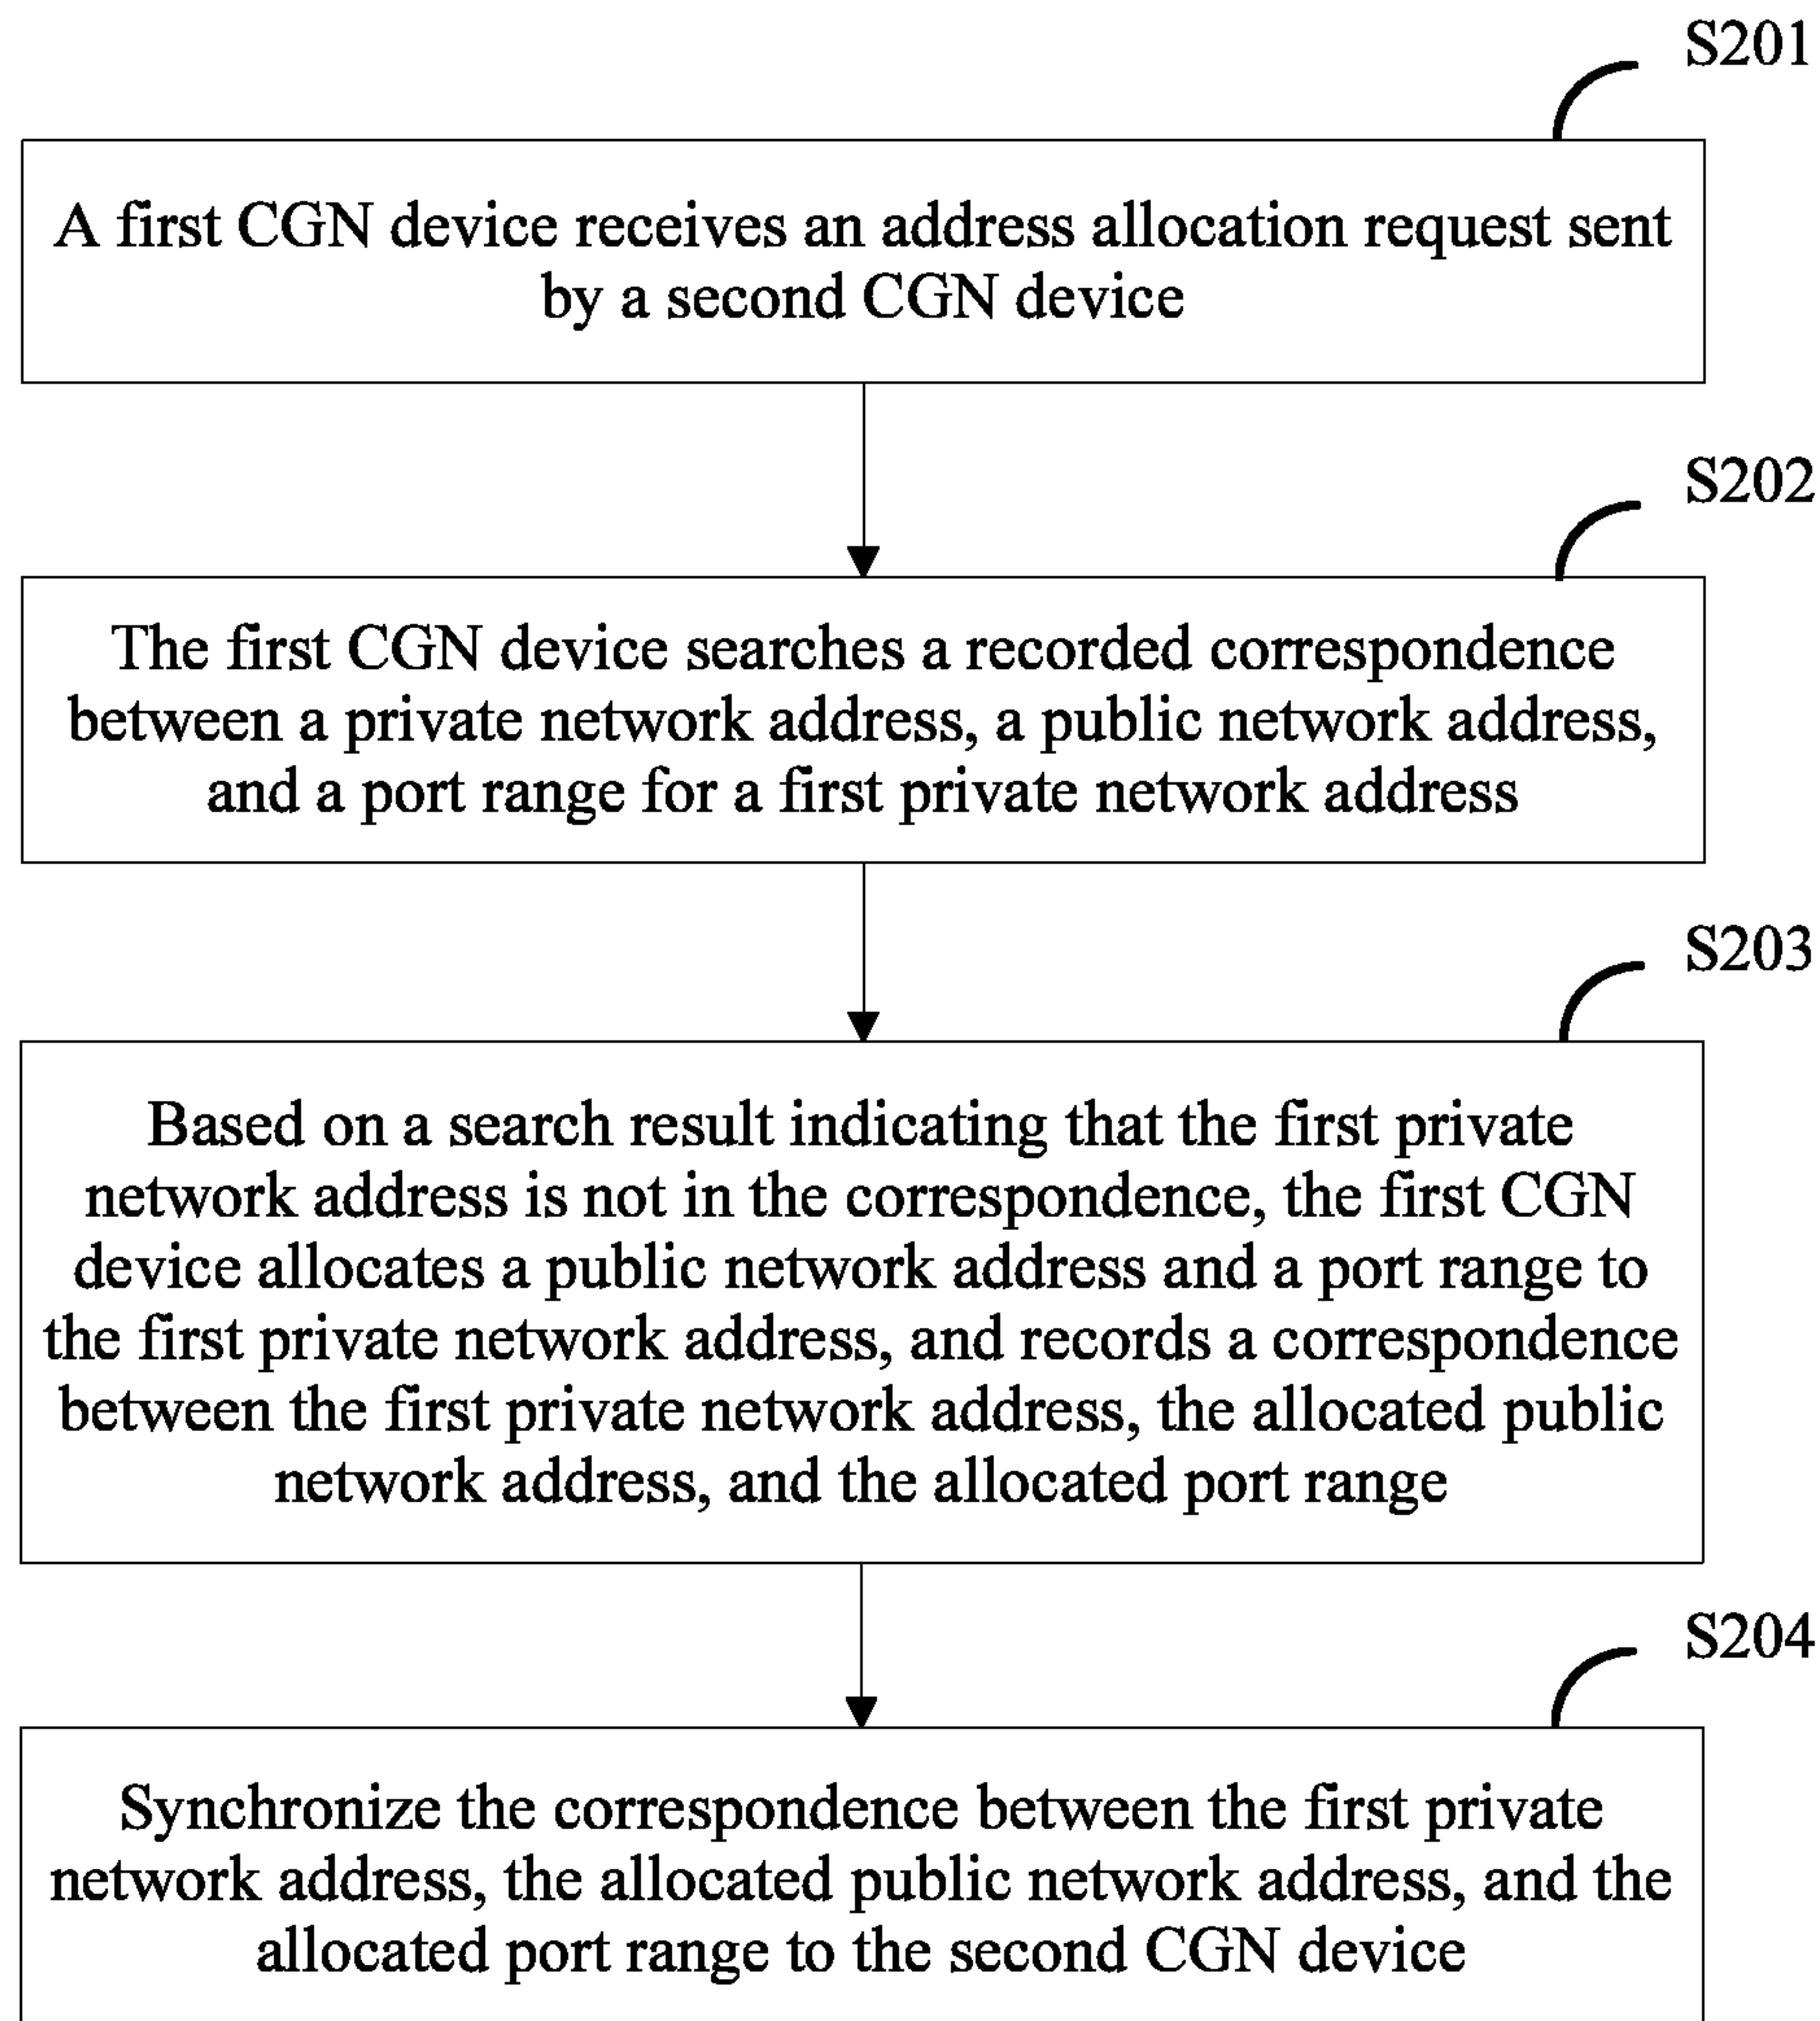 S201
A first CGN device receives an address allocation request sent
by a second CGN device
S202
The first CGN device searches a recorded correspondence
between a private network address, a public network address,
and a port range for a first private network address
S203
Based on a search result indicating that the first private
network address is not in the correspondence, the first CGN
device allocates a public network address and a port range to
the first private network address, and records a correspondence
between the first private network address, the allocated public
network address, and the allocated port range
S204
Synchronize the correspondence between the first private
network address, the allocated public network address, and the
allocated port range to the second CGN device